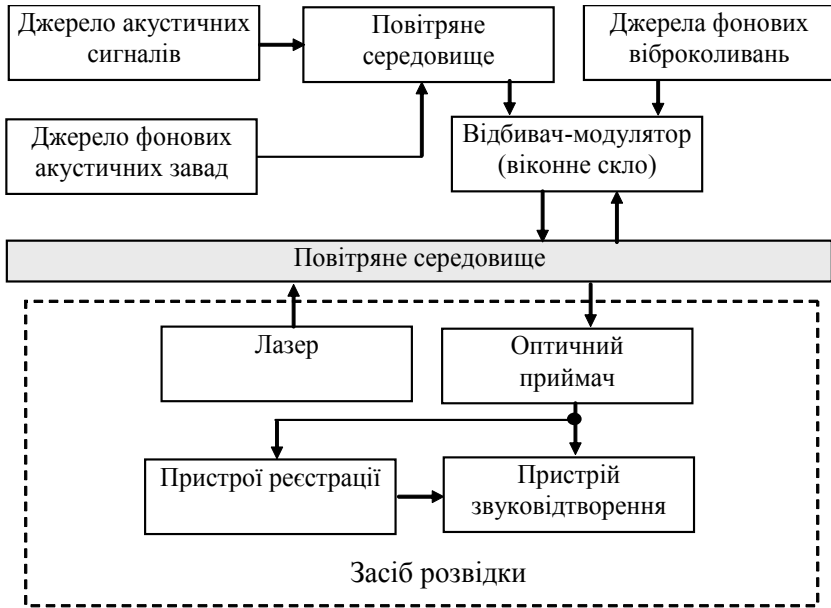 Джерело акустичних
сигналів
Повітряне
середовище
Джерела фонових
віброколивань
Джерело фонових
акустичних завад
Відбивач-модулятор
(віконне скло)
Повітряне середовище
Лазер
Оптичний
приймач
Пристрої реєстрації
Пристрій
звуковідтворення
Засіб розвідки